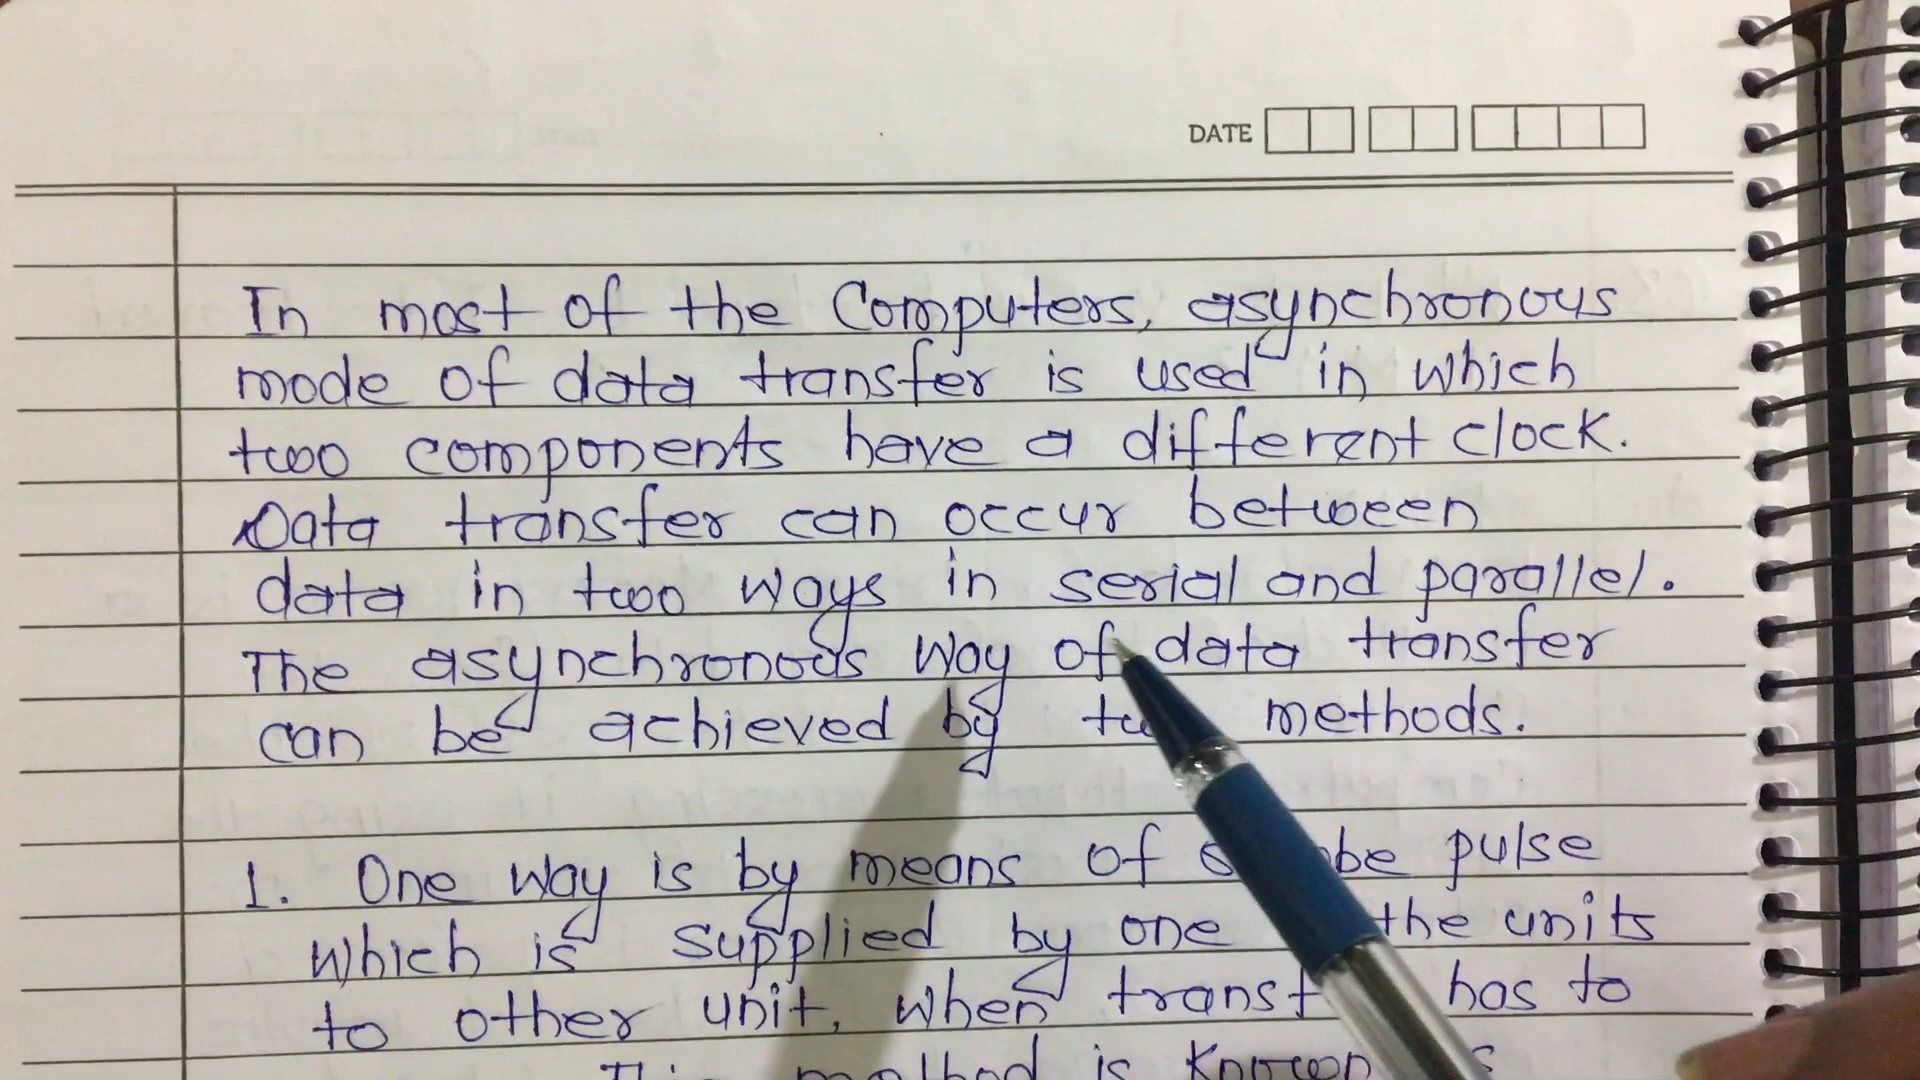 DATE
In most of the Computers, asynchronous
mode of data transfer is used in which
two components have a different clock.
Data transfer can occur between
data in two ways in serial and parallel.
The asynchronous way of data transfer
can be achieved by methods.
1. One way is by means of pulse
which is supplied by one the units
to other unit, when has to
method is known